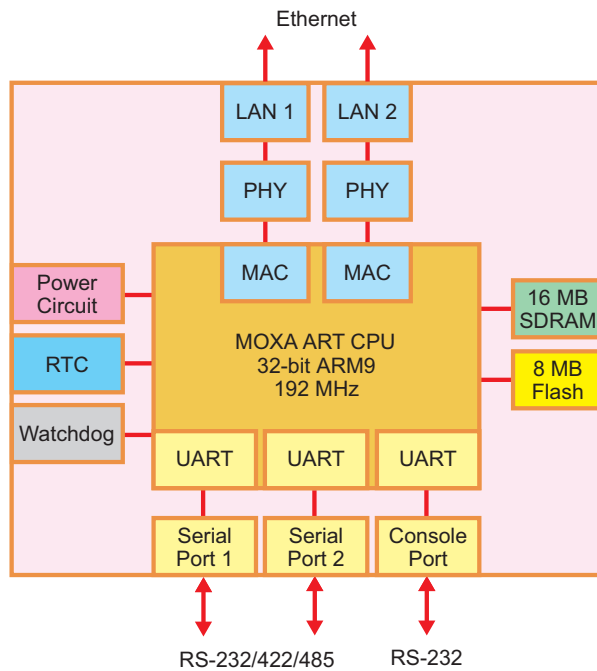 Ethernet
LAN 1
LAN 2
PHY
PHY
MAC
MAC
Power
Circuit
16 MB
SDRAM
MOXA ART CPU
32-bit ARM9
192 MHz
RTC
8 MB
Flash
Watchdog
UART
UART
UART
Serial
Port 1
Serial
Port 2
Console
Port
RS-232/422/485
RS-232